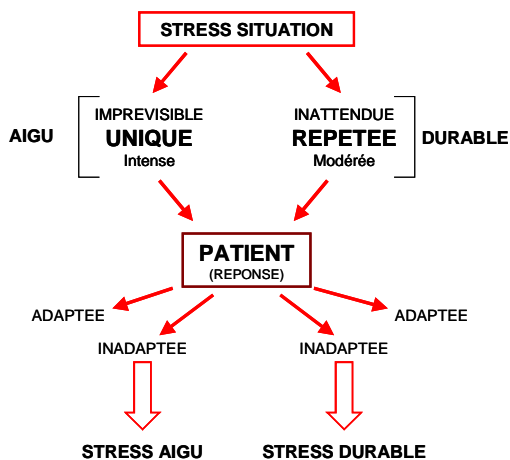 STRESS SITUATION
IMPREVISIBLE
UNIQUE
Intense
AIGU
INATTENDUE
REPETEE
Modérée
DURABLE
PATIENT
(REPONSE)
ADAPTEE
ADAPTEE
INADAPTEE
INADAPTEE
STRESS AIGU
STRESS DURABLE